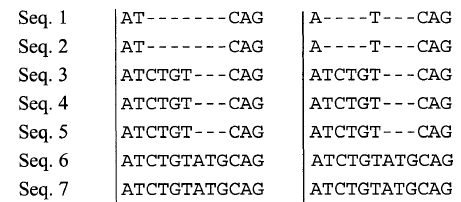 Seq. 1 AT-------CAG A----T---CAG
Seq. 2 AT-------CAG A----T---CAG
Seq. 3 ATCTGT---CAG ATCTGT---CAG
Seq. 4 ATCTGT---CAG ATCTGT---CAG
Seq. 5 ATCTGT---CAG ATCTGT---CAG
Seq. 6 ATCTGTATGCAG ATCTGTATGCAG
Seq. 7 ATCTGTATGCAG ATCTGTATGCAG